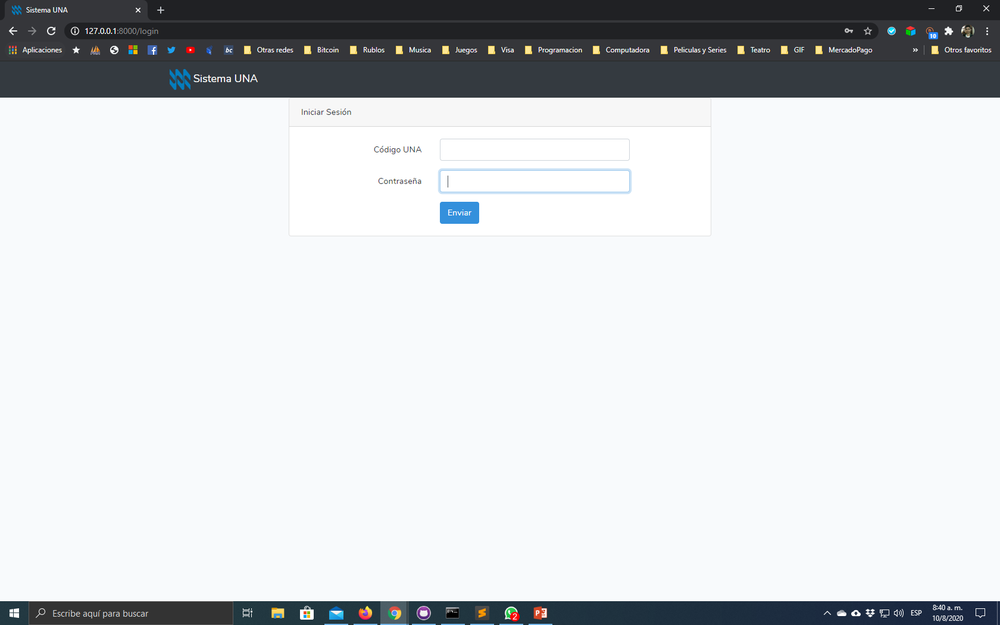 Sistema UNA
127.0.0.1:8000/login
10
Aplicaciones
bc
Otras redes
Bitcoin
Rublos
Musica
Juegos
Visa
Programacion
Computadora
Peliculas y Series
Teatro
GIF
MercadoPago
»
Otros favoritos
Sistema UNA
Iniciar Sesión
Código UNA
Contraseña
Enviar
Escribe aquí para buscar
2
ESP
8:40 a. m.
10/8/2020